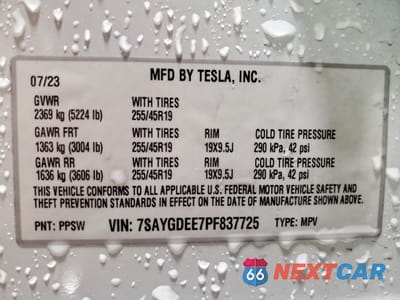 07/23 MFD BY TESLA, INC.
GVWR WITH TIRES
2369 kg (5224 lb) 255/45R19
GAWR FRT WITH TIRES RIM COLD TIRE PRESSURE
1363 kg (3004 lb) 255/45R19 19X9.5J 290 kPa, 42 psi
GAWR RR WITH TIRES RIM COLD TIRE PRESSURE
1636 kg (3606 lb) 255/45R19 19X9.5J 290 kPa, 42 psi
THIS VEHICLE CONFORMS TO ALL APPLICABLE U.S. FEDERAL MOTOR VEHICLE SAFETY AND
THEFT PREVENTION STANDARDS IN EFFECT ON THE DATE OF MANUFACTURE SHOWN ABOVE.
PNT: PPSW VIN: 7SAYGDEE7PF837725 TYPE: MPV
66 NEXTCAR